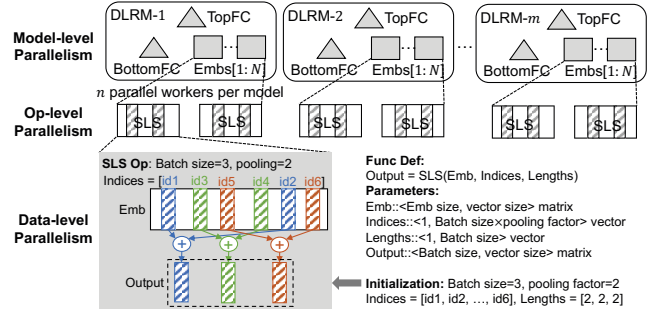 Model-level
Parallelism
DLRM-1
TopFC
BottomFC
Embs[1: N]
DLRM-2
TopFC
BottomFC
Embs[1: N]
...
DLRM-m
TopFC
BottomFC
Embs[1: N]
n parallel workers per model
Op-level
Parallelism
SLS
SLS
SLS
SLS
SLS
SLS
Data-level
Parallelism
SLS Op: Batch size=3, pooling=2
Indices = [id1 id3 id5 id4 id2 id6]
Emb
+ + +
Output
Func Def:
Output = SLS(Emb, Indices, Lengths)
Parameters:
Emb::<Emb size, vector size> matrix
Indices::<1, Batch size×pooling factor> vector
Lengths::<1, Batch size> vector
Output::<Batch size, vector size> matrix
Initialization: Batch size=3, pooling factor=2
Indices = [id1, id2, ..., id6], Lengths = [2, 2, 2]